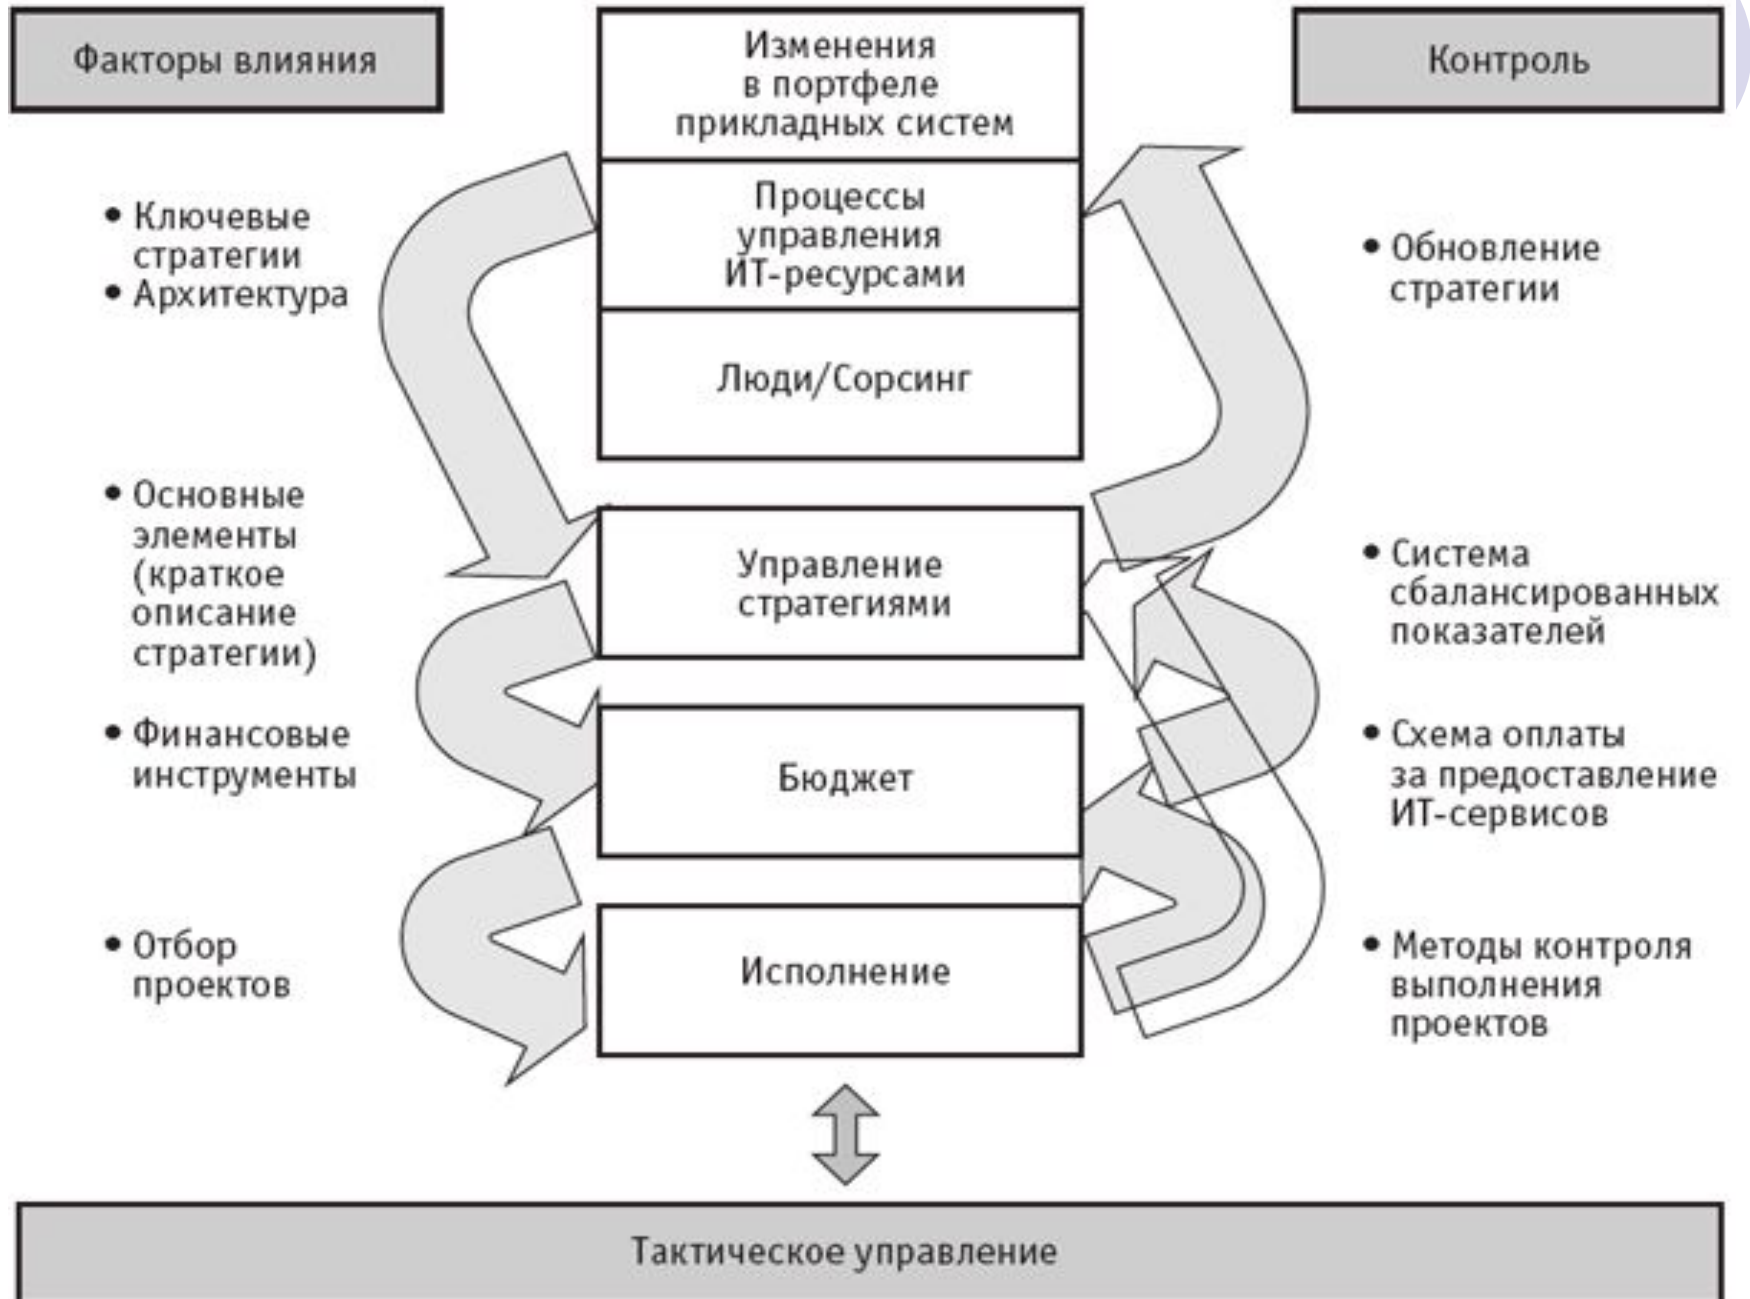 Факторы влияния
• Ключевые
стратегии
• Архитектура
• Основные
элементы
(краткое
описание
стратегии)
• Финансовые
инструменты
• Отбор
проектов
Изменения
в портфеле
прикладных систем
Процессы
управления
ИТ-ресурсами
Люди/Сорсинг
Управление
стратегиями
Бюджет
Исполнение
Контроль
• Обновление
стратегии
• Система
сбалансированных
показателей
• Схема оплаты
за предоставление
ИТ-сервисов
• Методы контроля
выполнения
проектов
Тактическое управление